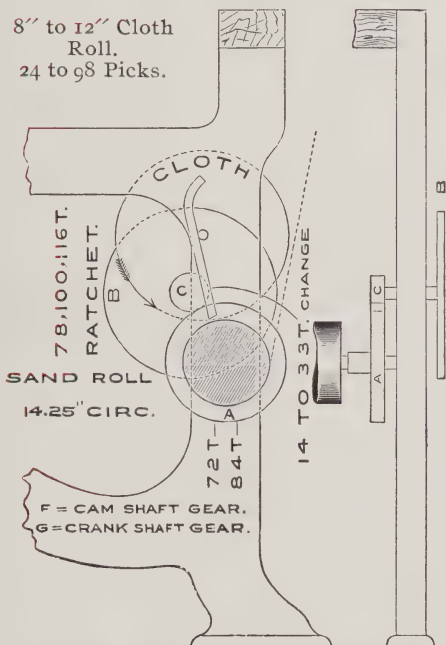 8″ to 12″ Cloth
Roll.
24 to 98 Picks.
CLOTH
O
78,100,116T.
RATCHET.
B
C
SAND ROLL
14.25" CIRC.
A
72T
84T
14 TO 33T. CHANGE
F = CAM SHAFT GEAR.
G = CRANK SHAFT GEAR.
A
C
B